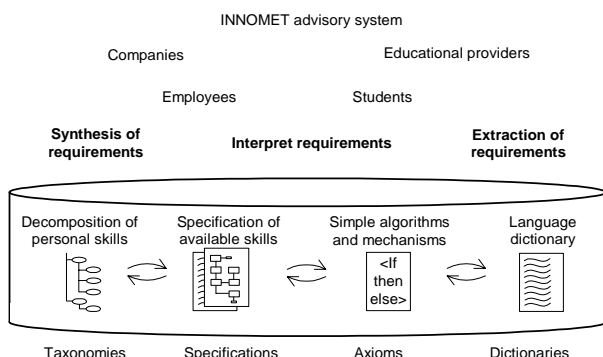 INNOMET advisory system
Companies
Educational providers
Employees
Students
Synthesis of
requirements
Interpret requirements
Extraction of
requirements
Decomposition of
personal skills
Specification of
available skills
Simple algorithms
and mechanisms
Language
dictionary
<If
then
else>
Taxonomies
Specifications
Axioms
Dictionaries